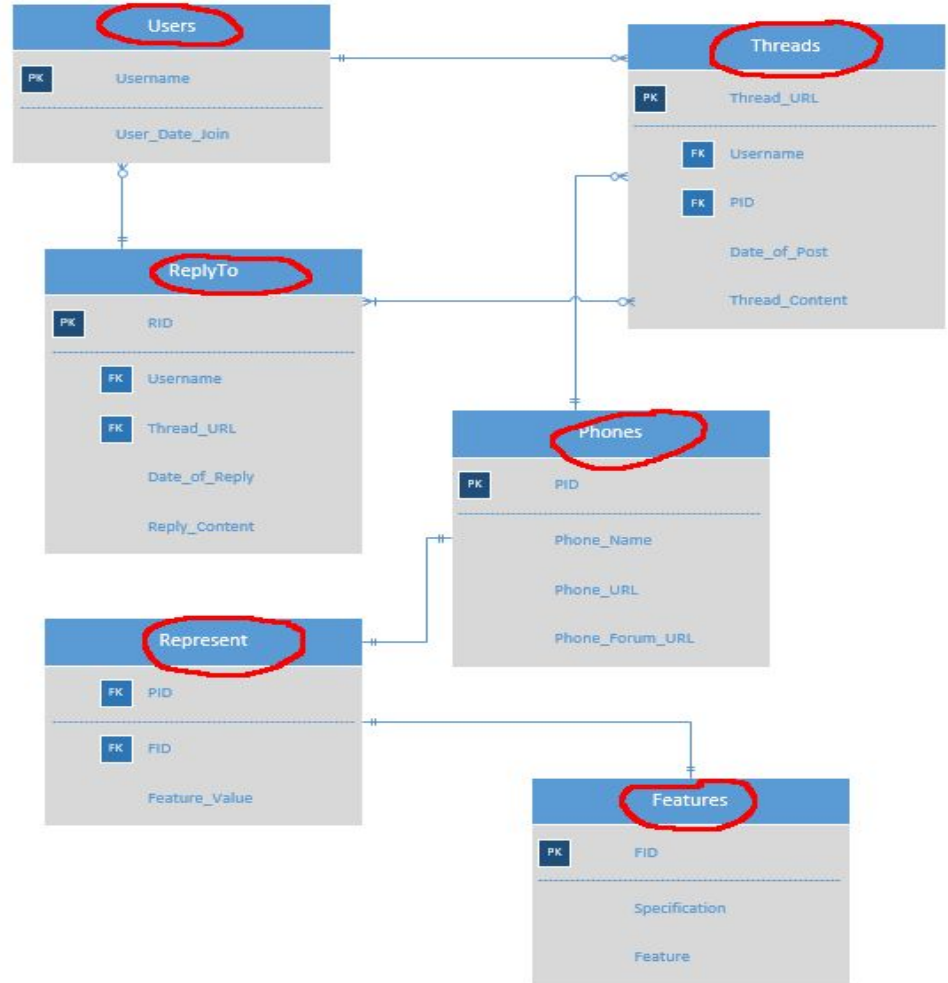 Users
PK Username
User_Date_Join
Threads
PK Thread_URL
FK Username
FK PID
Date_of_Post
Thread_Content
ReplyTo
PK RID
FK Username
FK Thread_URL
Date_of_Reply
Reply_Content
Phones
PK PID
Phone_Name
Phone_URL
Phone_Forum_URL
Represent
FK PID
FK FID
Feature_Value
Features
PK FID
Specification
Feature